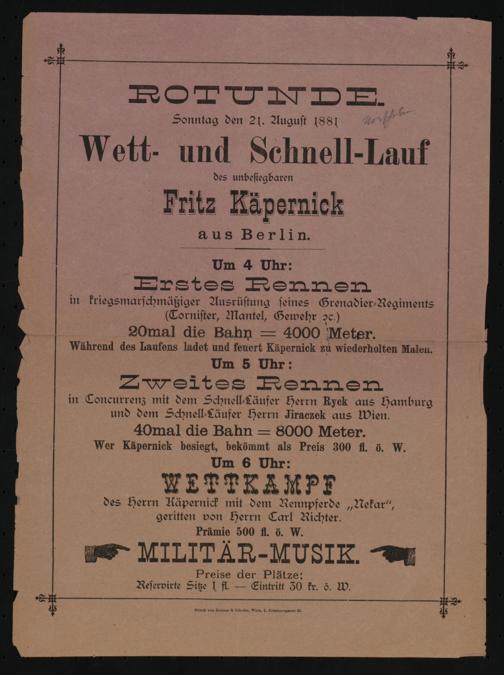 ROTUNDE.
Sonntag den 21. August 1881
Wett- und Schnell-Lauf
des unbesiegbaren
Fritz Käpernick
aus Berlin.
Um 4 Uhr:
Erstes Rennen
in kriegsmarschmäßiger Ausrüstung seines Grenadier-Regiments
(Tornister, Mantel, Gewehr ꝛc.)
20mal die Bahn = 4000 Meter.
Während des Laufens ladet und feuert Käpernick zu wiederholten Malen.
Um 5 Uhr:
Zweites Rennen
in Concurrenz mit dem Schnell-Läufer Herrn Ryck aus Hamburg
und dem Schnell-Läufer Herrn Jiraczek aus Wien.
40mal die Bahn = 8000 Meter.
Wer Käpernick besiegt, bekömmt als Preis 300 fl. ö. W.
Um 6 Uhr:
WETTKAMPF
des Herrn Käpernick mit dem Rennpferde „Nekar“,
geritten von Herrn Carl Richter.
Prämie 500 fl. ö. W.
MILITÄR-MUSIK.
Preise der Plätze:
Reservirte Sitze 1 fl. — Eintritt 30 kr. ö. W.